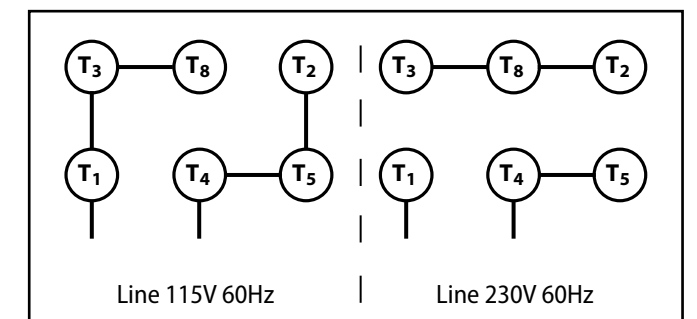 T3 T8 T2 T3 T8 T2
T1 T4 T5 T1 T4 T5
Line 115V 60Hz Line 230V 60Hz